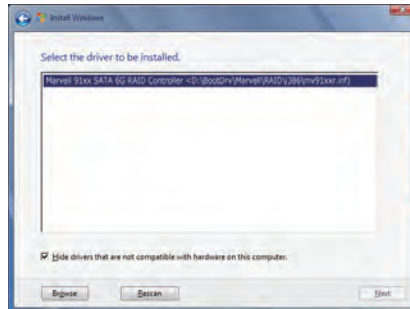 Install Windows
Select the driver to be installed.
Marvell 91xx SATA 6G RAID Controller <D:\BootDrv\Marvell\RAID\i386\mv91xxr.inf)
Hide drivers that are not compatible with hardware on this computer.
Browse
Rescan
Next